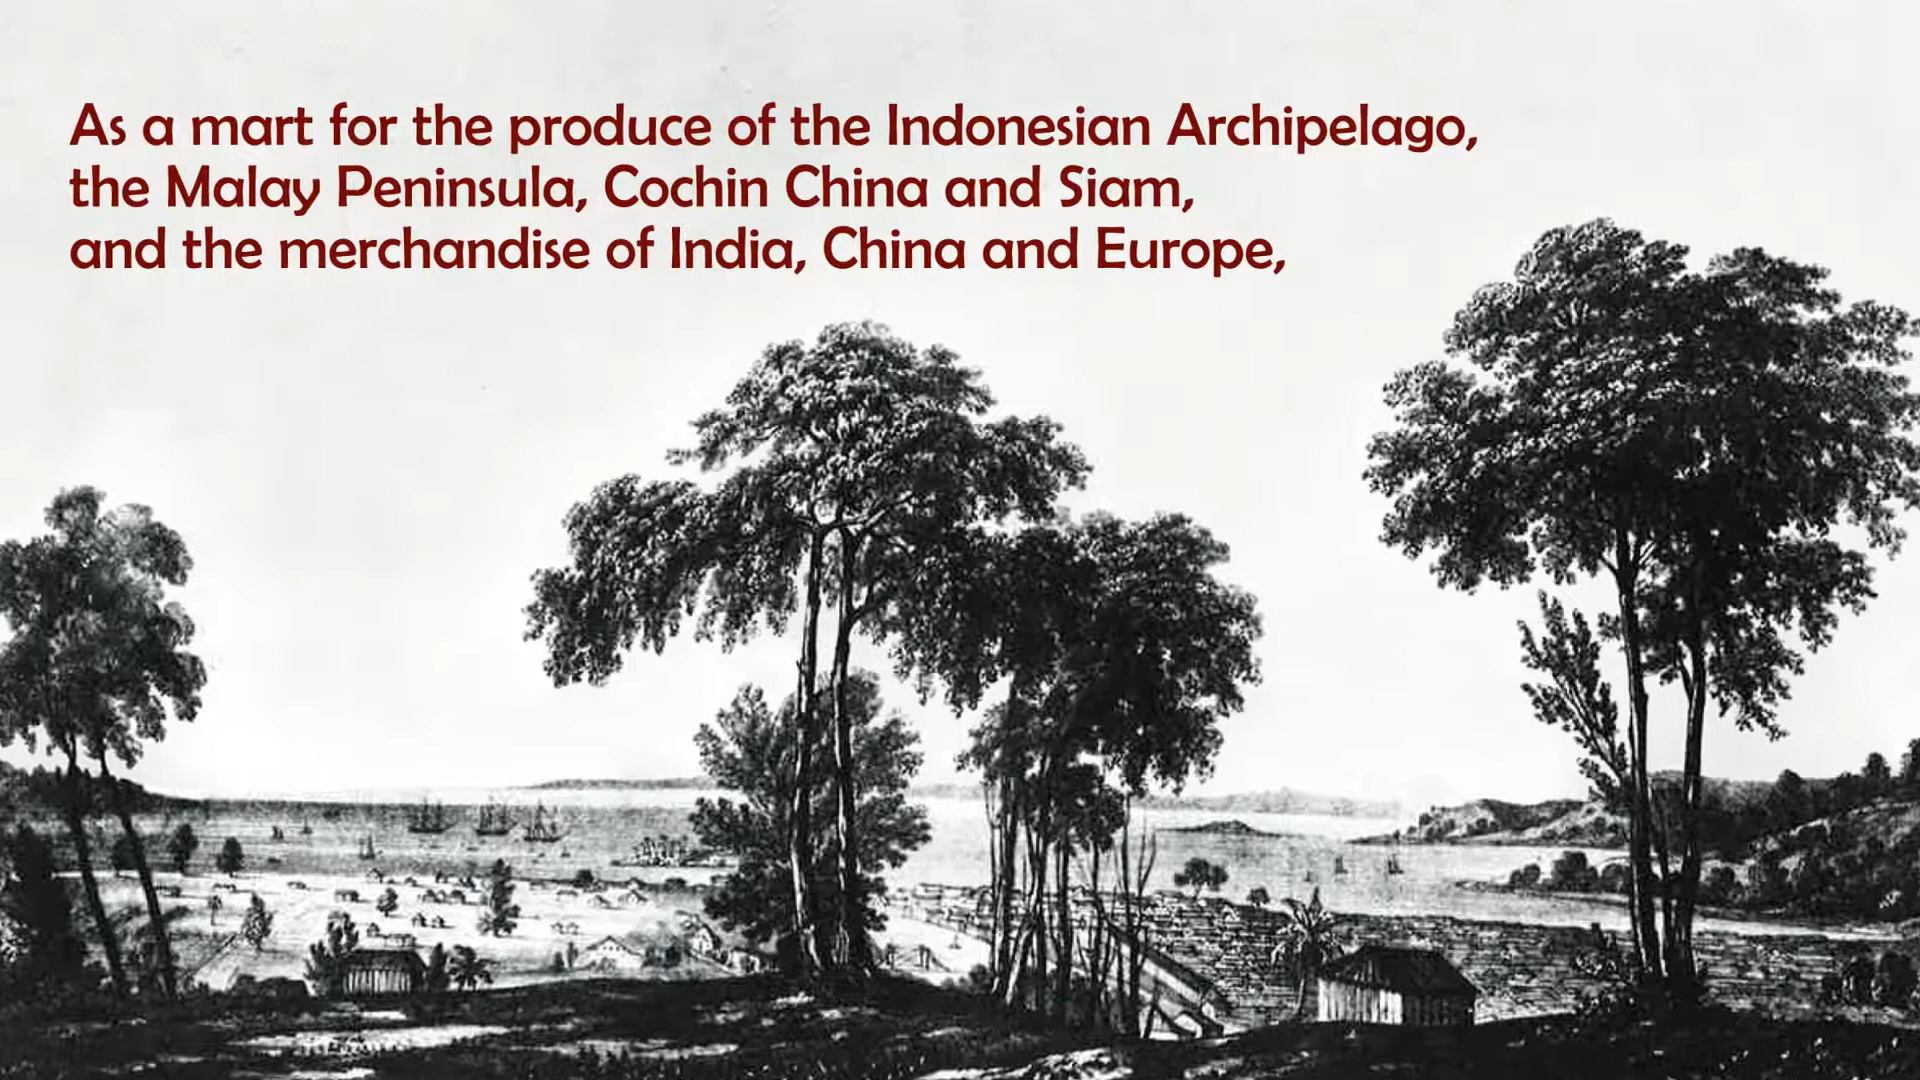 As a mart for the produce of the Indonesian Archipelago,
the Malay Peninsula, Cochin China and Siam,
and the merchandise of India, China and Europe,